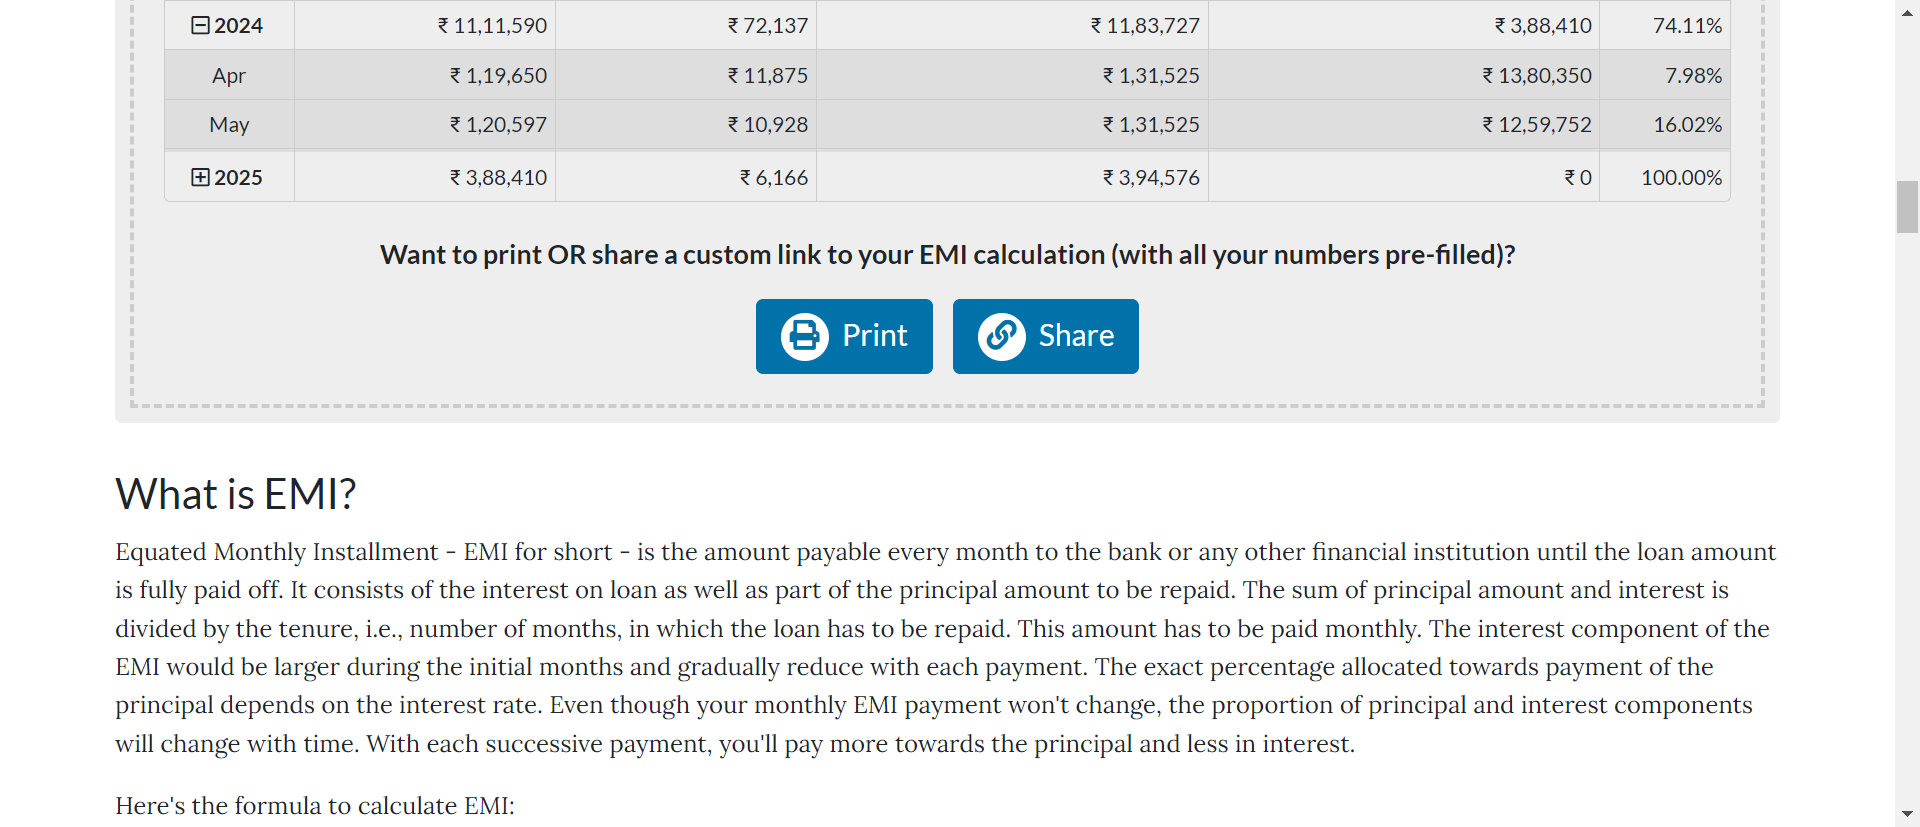 2024 ₹ 11,11,590 ₹ 72,137 ₹ 11,83,727 ₹ 3,88,410 74.11%
Apr ₹ 1,19,650 ₹ 11,875 ₹ 1,31,525 ₹ 13,80,350 7.98%
May ₹ 1,20,597 ₹ 10,928 ₹ 1,31,525 ₹ 12,59,752 16.02%
2025 ₹ 3,88,410 ₹ 6,166 ₹ 3,94,576 ₹ 0 100.00%
Want to print OR share a custom link to your EMI calculation (with all your numbers pre-filled)?
Print Share
What is EMI?
Equated Monthly Installment - EMI for short - is the amount payable every month to the bank or any other financial institution until the loan amount
is fully paid off. It consists of the interest on loan as well as part of the principal amount to be repaid. The sum of principal amount and interest is
divided by the tenure, i.e., number of months, in which the loan has to be repaid. This amount has to be paid monthly. The interest component of the
EMI would be larger during the initial months and gradually reduce with each payment. The exact percentage allocated towards payment of the
principal depends on the interest rate. Even though your monthly EMI payment won't change, the proportion of principal and interest components
will change with time. With each successive payment, you'll pay more towards the principal and less in interest.
Here's the formula to calculate EMI: